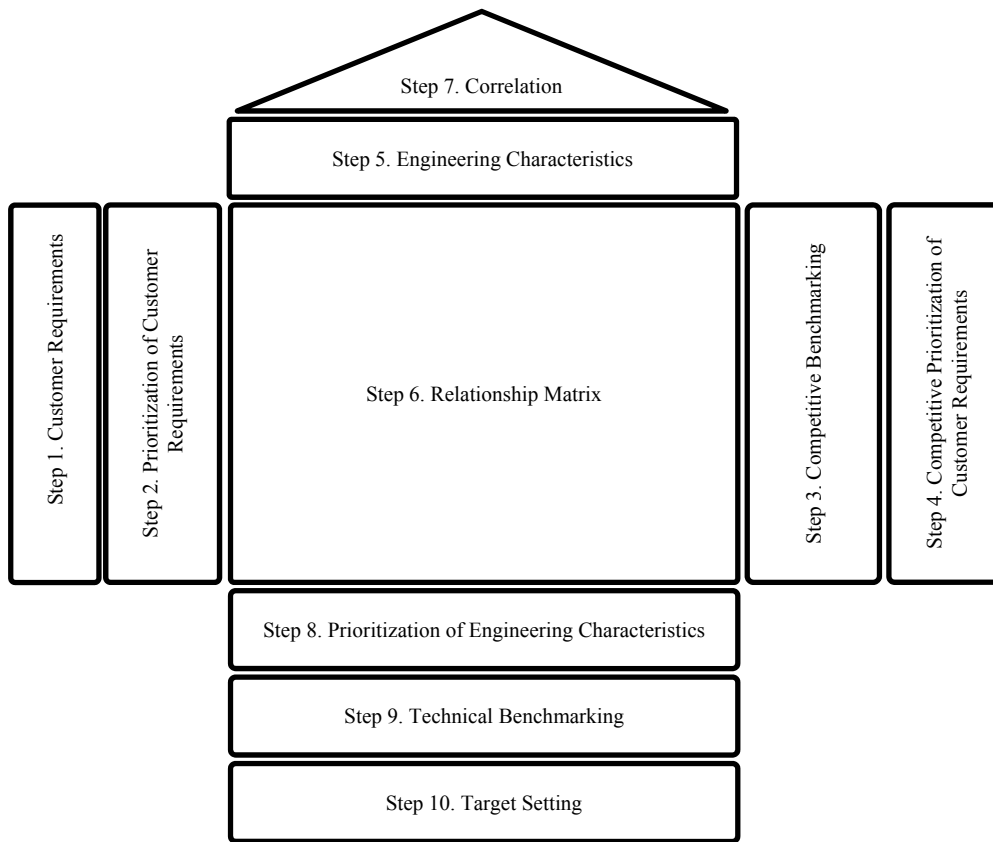 Step 7. Correlation
Step 5. Engineering Characteristics
Step 1. Customer Requirements
Step 2. Prioritization of Customer
Requirements
Step 6. Relationship Matrix
Step 3. Competitive Benchmarking
Step 4. Competitive Prioritization of
Customer Requirements
Step 8. Prioritization of Engineering Characteristics
Step 9. Technical Benchmarking
Step 10. Target Setting